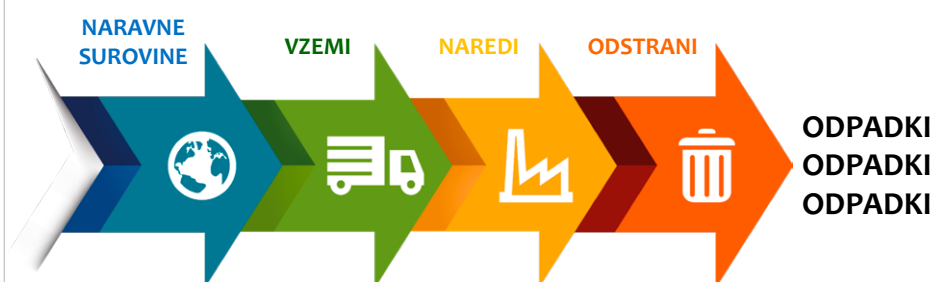 NARAVNE
SUROVINE
VZEMI
NAREDI
ODSTRANI
ODPADKI
ODPADKI
ODPADKI